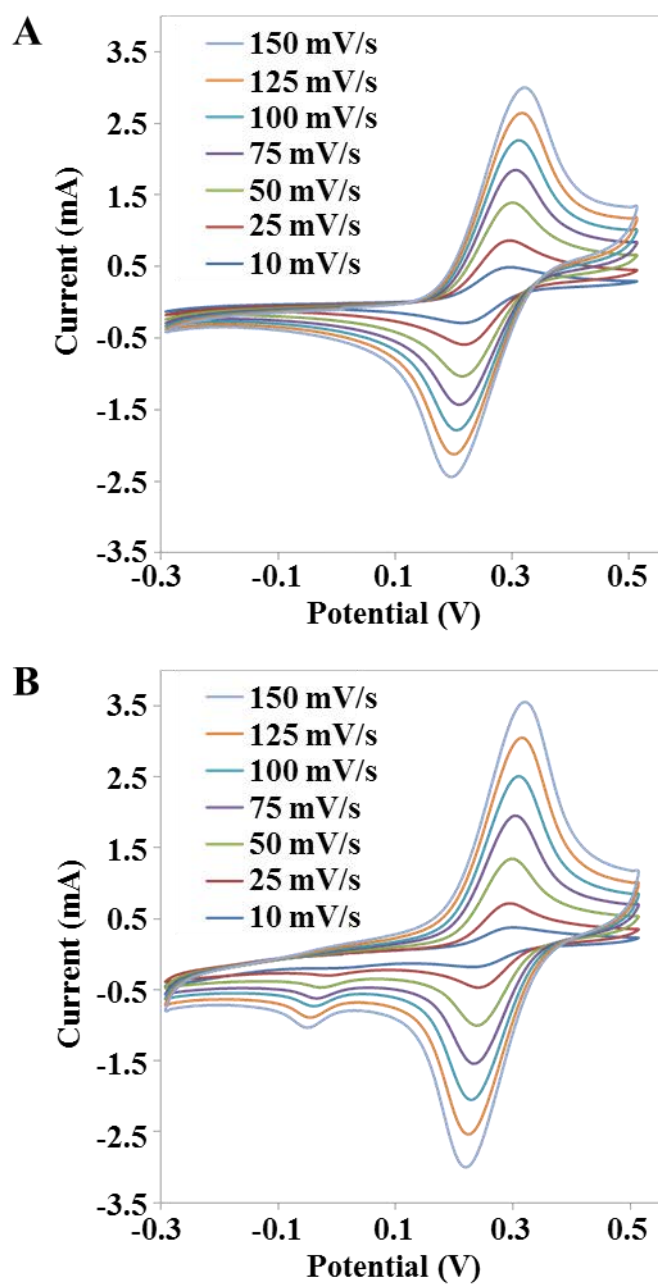 A
150 mV/s
125 mV/s
100 mV/s
75 mV/s
50 mV/s
25 mV/s
10 mV/s
3.5
2.5
1.5
0.5
-0.5
-1.5
-2.5
-3.5
Current (mA)
-0.3 -0.1 0.1 0.3 0.5
Potential (V)
B
150 mV/s
125 mV/s
100 mV/s
75 mV/s
50 mV/s
25 mV/s
10 mV/s
3.5
2.5
1.5
0.5
-0.5
-1.5
-2.5
-3.5
Current (mA)
-0.3 -0.1 0.1 0.3 0.5
Potential (V)